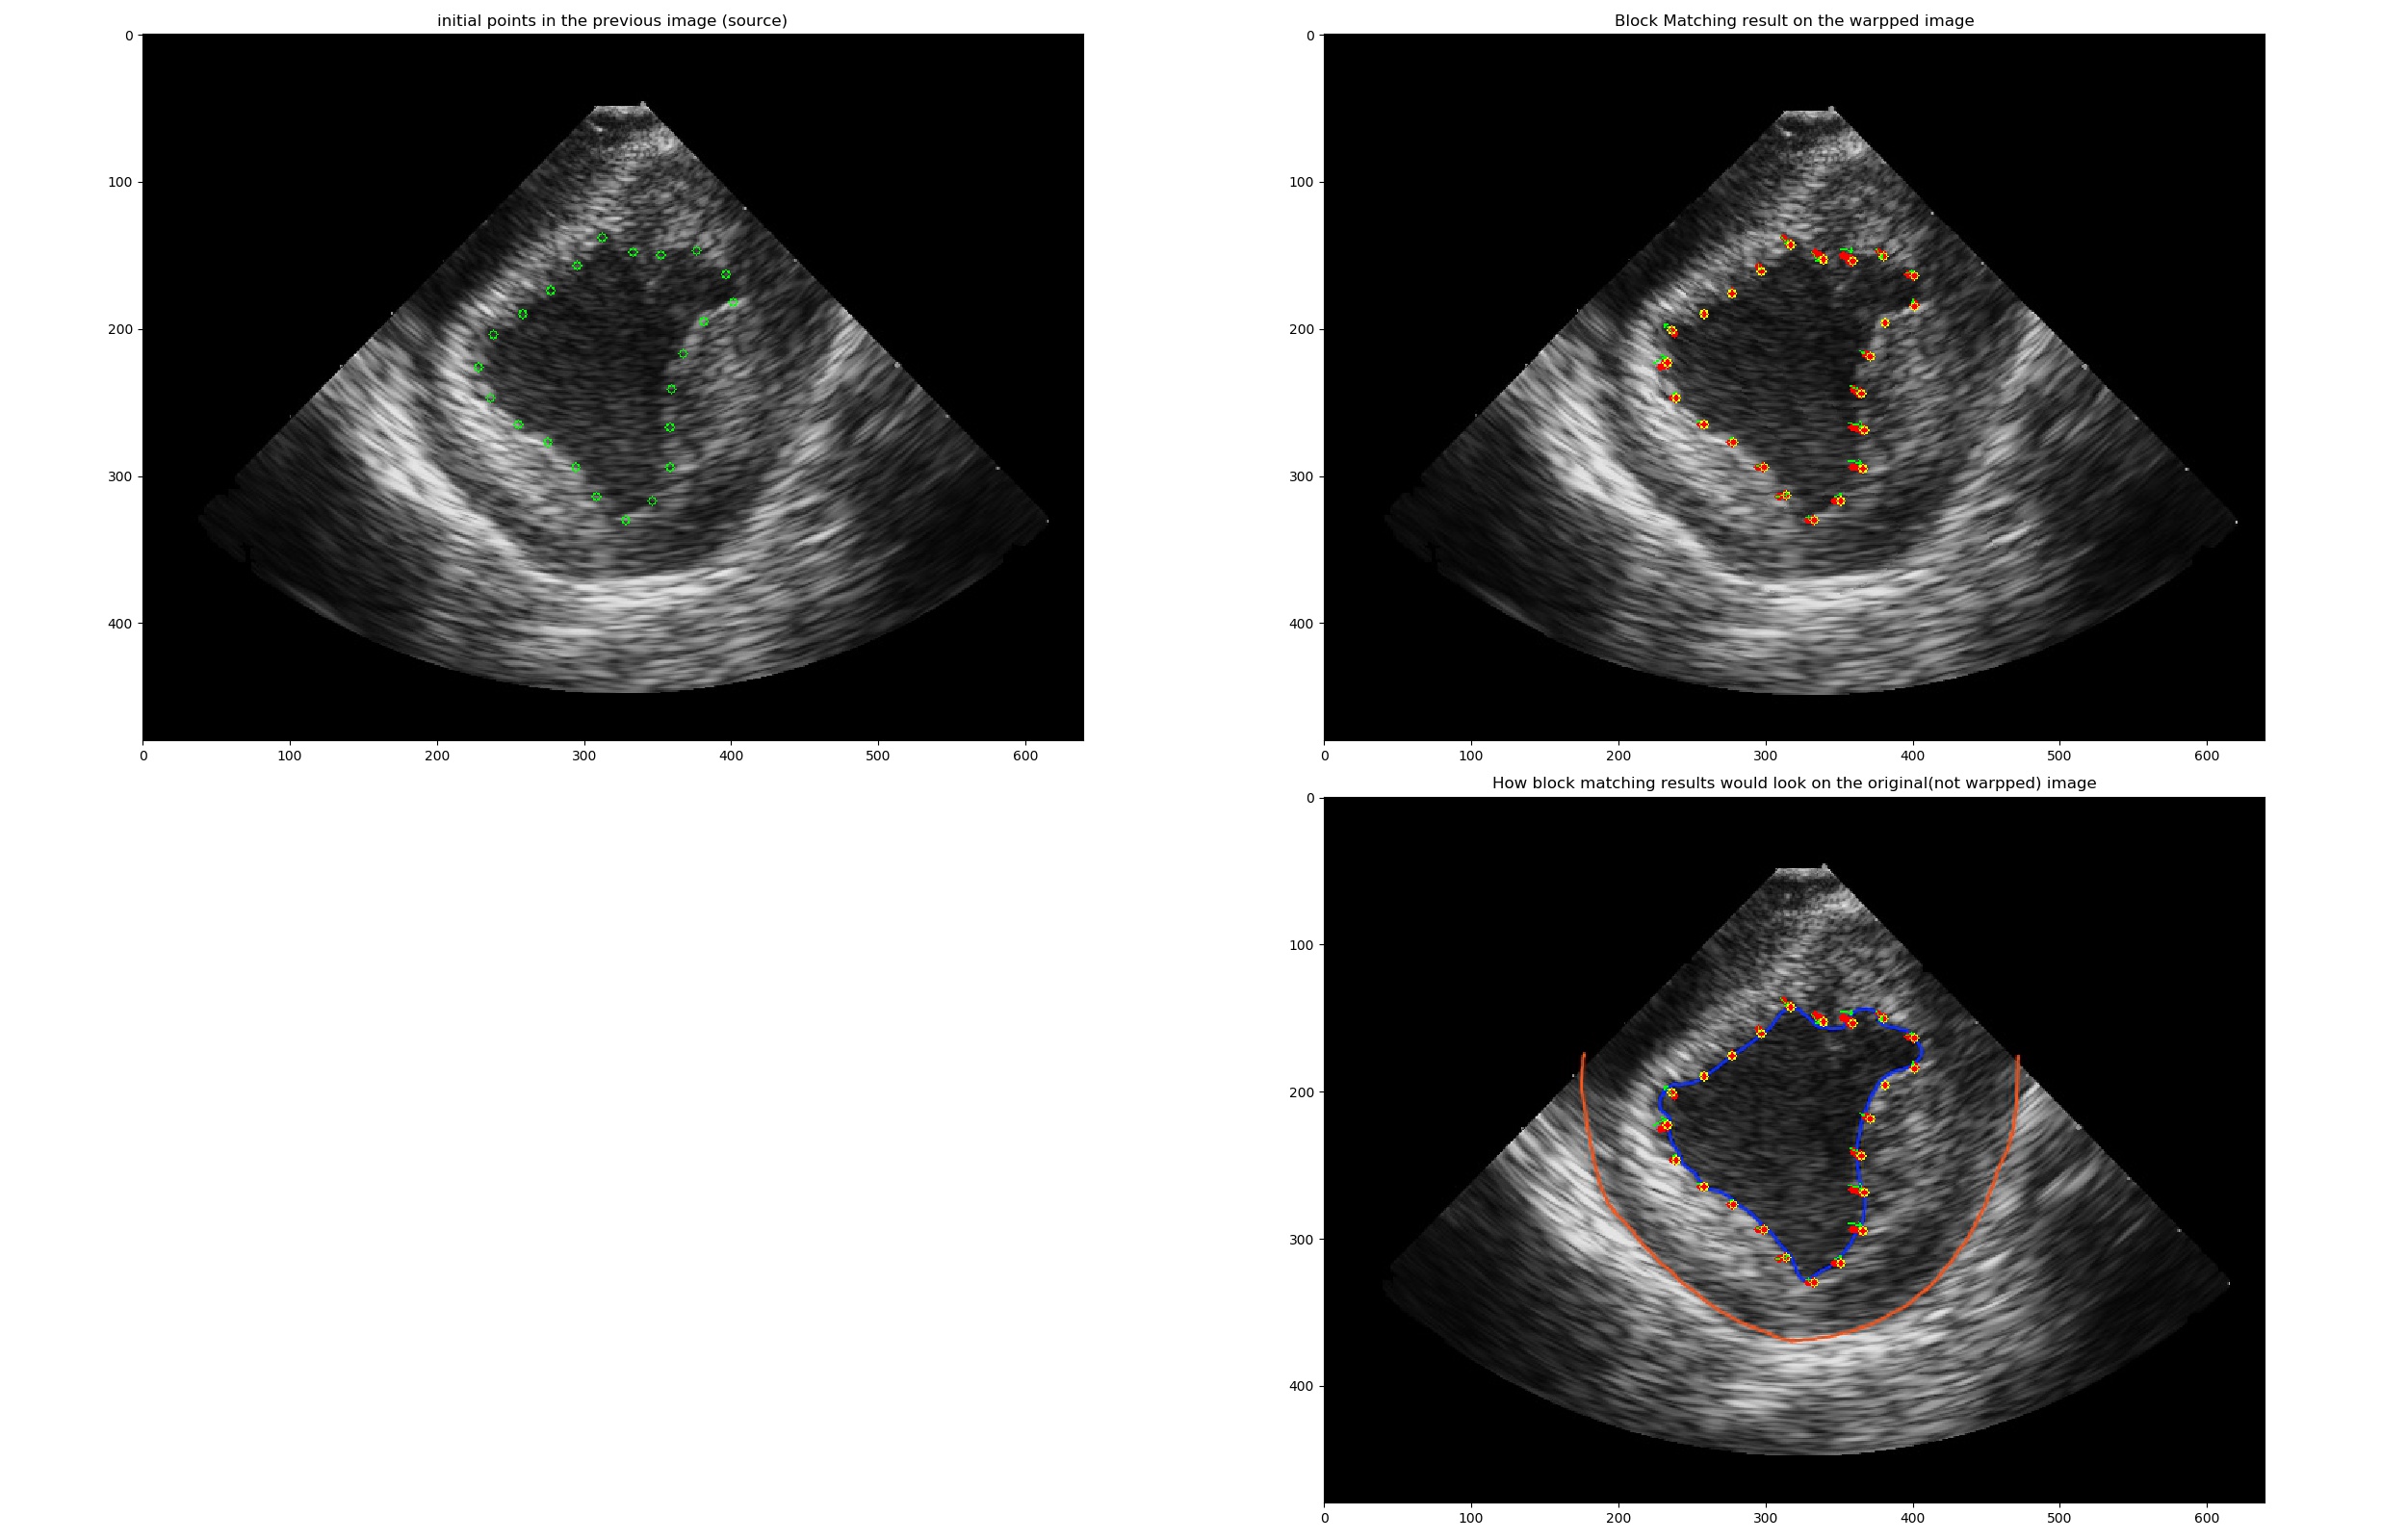 initial points in the previous image (source)
0
100
200
300
400
0 100 200 300 400 500 600
Block Matching result on the warpped image
0
100
200
300
400
0 100 200 300 400 500 600
How block matching results would look on the original(not warpped) image
0
100
200
300
400
0 100 200 300 400 500 600